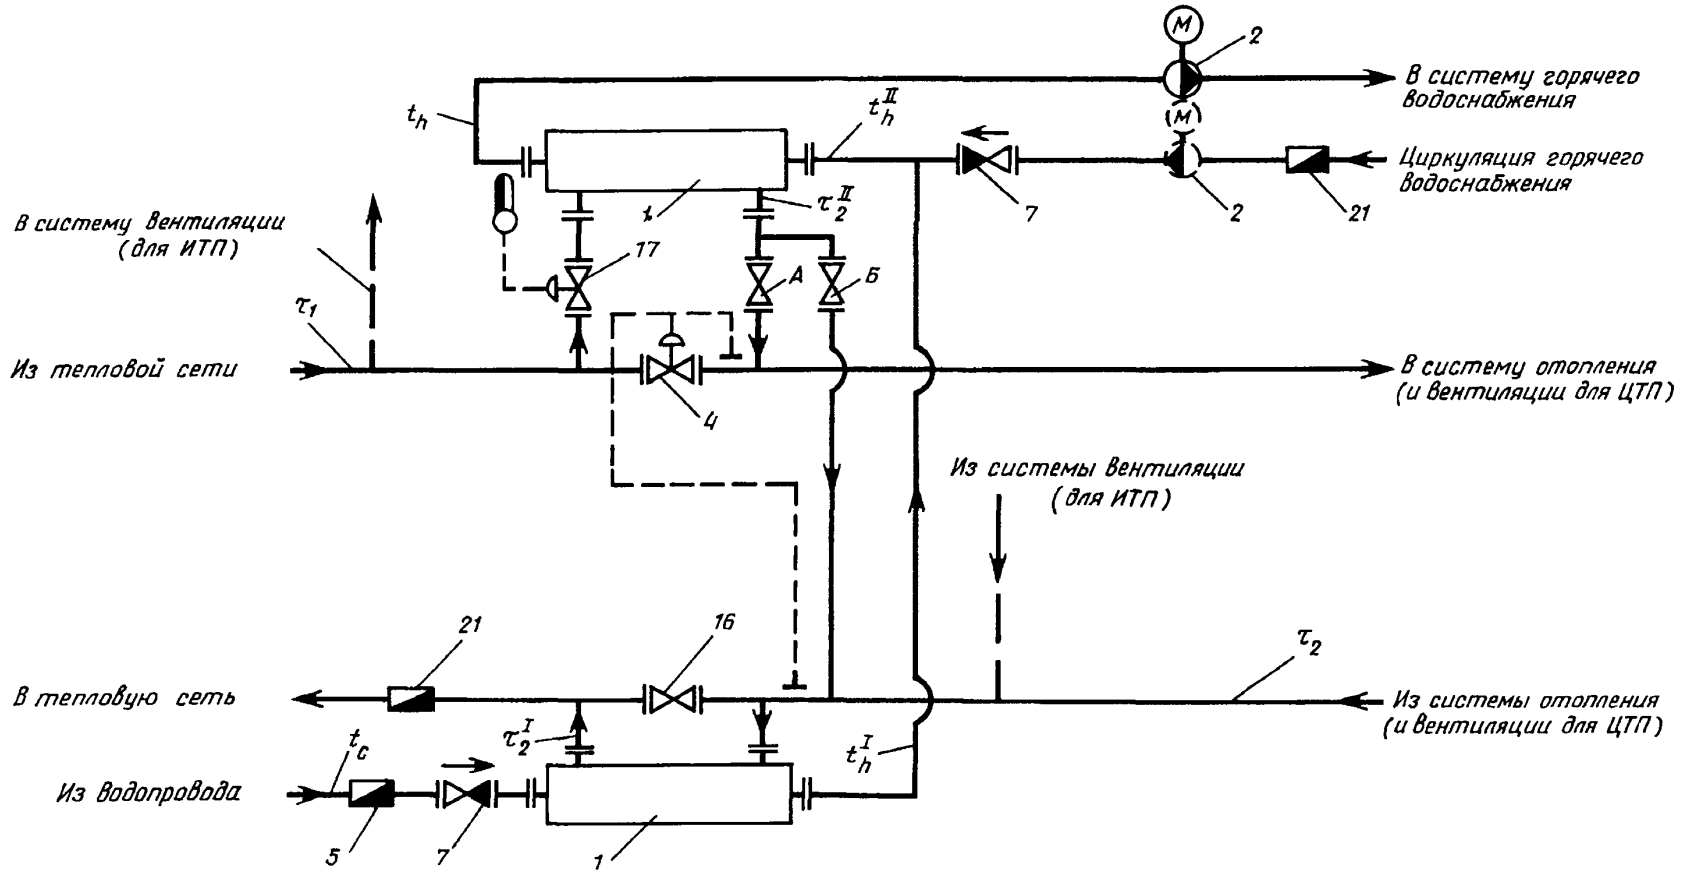 М
2
В систему горячего
водоснабжения
t_h
t_h^II
М
Циркуляция горячего
водоснабжения
В систему вентиляции
(для ИТП)
1
τ_2^II
7
2
21
17
А
Б
τ_1
Из тепловой сети
В систему отопления
(и вентиляции для ЦТП)
4
Из системы вентиляции
(для ИТП)
21
16
τ_2
В тепловую сеть
Из системы отопления
(и вентиляции для ЦТП)
τ_2^I
t_h^I
t_c
Из водопровода
5
7
1